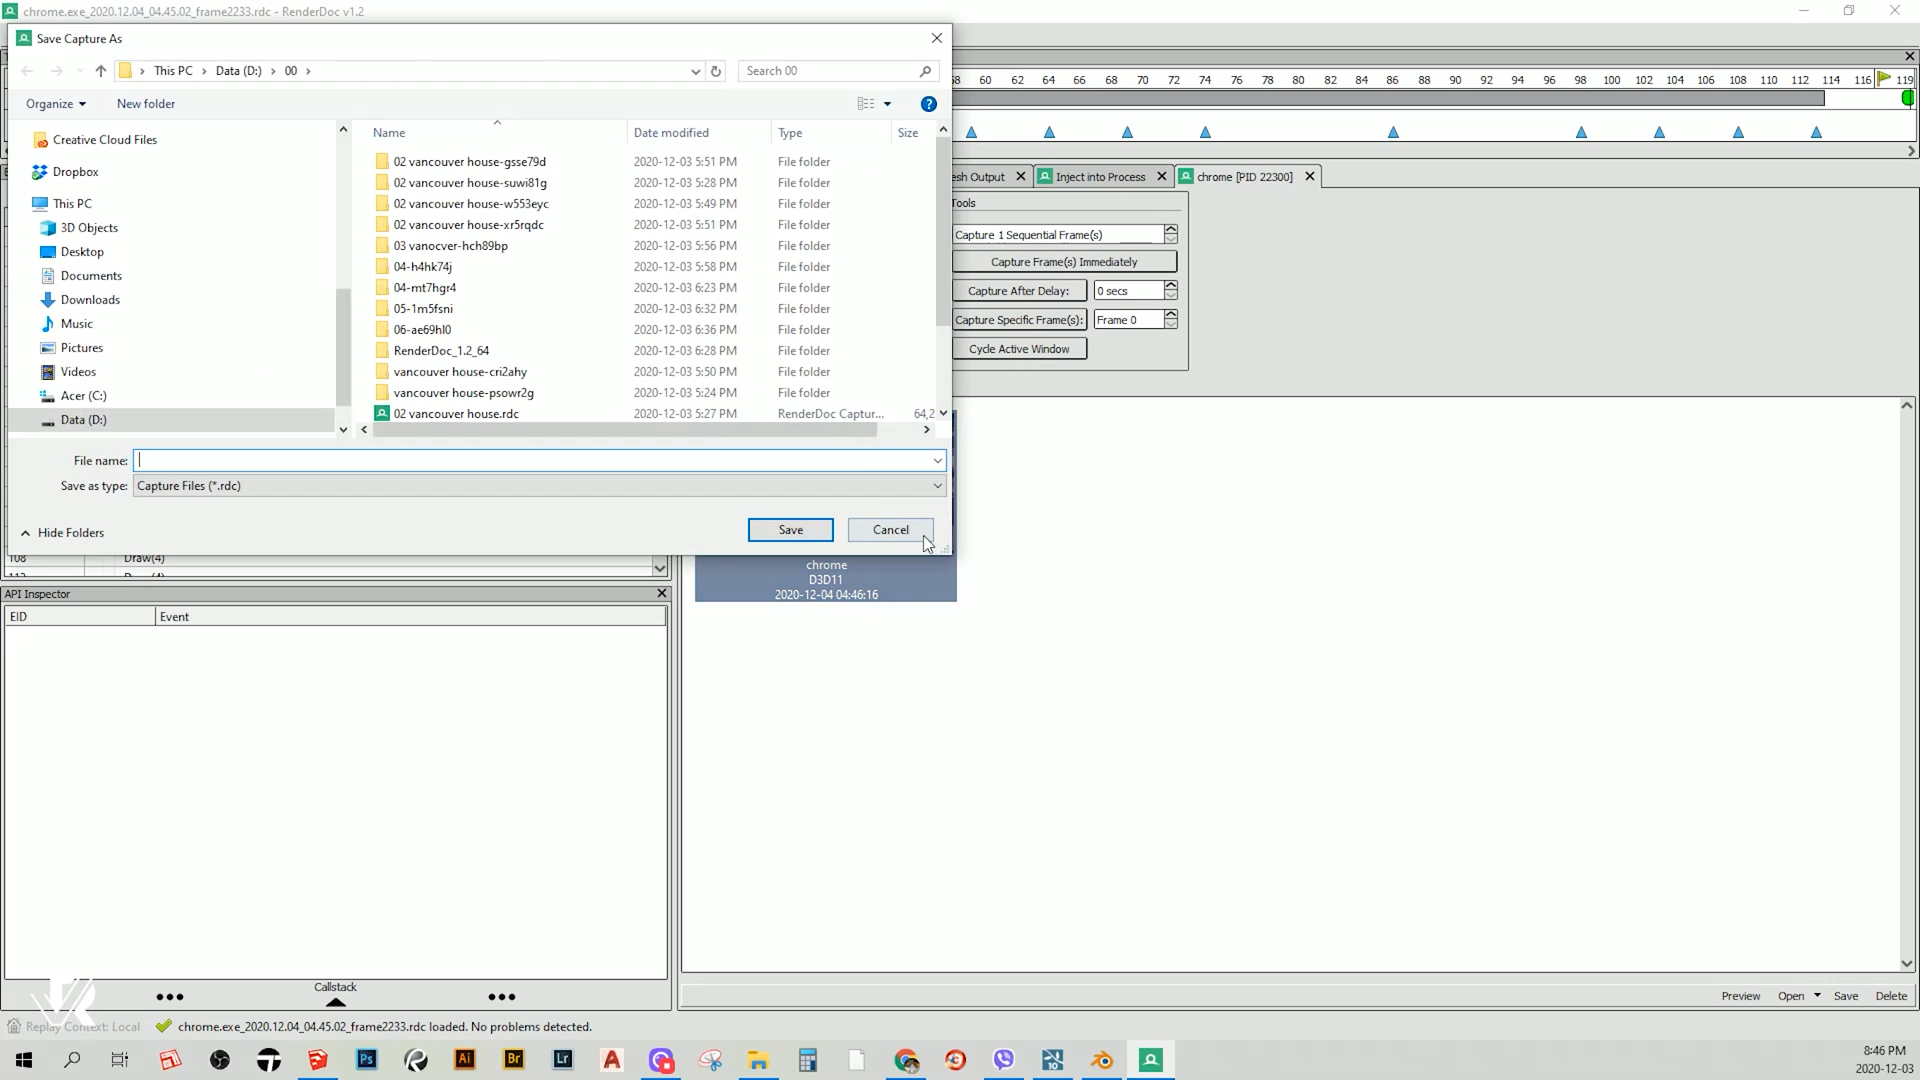 chrome.exe_2020.12.04_04.45.02_frame2233.rdc - RenderDoc v1.2
Save Capture As
This PC > Data (D:) > 00 >
Search 00
Organize
New folder
Creative Cloud Files
Dropbox
This PC
3D Objects
Desktop
Documents
Downloads
Music
Pictures
Videos
Acer (C:)
Data (D:)
Name Date modified Type Size
02 vancouver house-gsse79d 2020-12-03 5:51 PM File folder
02 vancouver house-suwi81g 2020-12-03 5:28 PM File folder
02 vancouver house-w553eyc 2020-12-03 5:49 PM File folder
02 vancouver house-xr5rqdc 2020-12-03 5:51 PM File folder
03 vanocver-hch89bp 2020-12-03 5:56 PM File folder
04-h4hk74j 2020-12-03 5:58 PM File folder
04-mt7hgr4 2020-12-03 6:23 PM File folder
05-1m5fsni 2020-12-03 6:32 PM File folder
06-ae69hl0 2020-12-03 6:36 PM File folder
RenderDoc_1.2_64 2020-12-03 6:28 PM File folder
vancouver house-cri2ahy 2020-12-03 5:50 PM File folder
vancouver house-psowr2g 2020-12-03 5:24 PM File folder
02 vancouver house.rdc 2020-12-03 5:27 PM RenderDoc Captur... 64,2
File name:
Save as type: Capture Files (*.rdc)
Hide Folders
Save
Cancel
60 62 64 66 68 70 72 74 76 78 80 82 84 86 88 90 92 94 96 98 100 102 104 106 108 110 112 114 116 119
esh Output
Inject into Process
chrome [PID 22300]
Tools
Capture 1 Sequential Frame(s)
Capture Frame(s) Immediately
Capture After Delay: 0 secs
Capture Specific Frame(s): Frame 0
Cycle Active Window
108 Draw(4)
chrome
D3D11
2020-12-04 04:46:16
API Inspector
EID Event
Callstack
Preview Open Save Delete
Replay Context: Local
chrome.exe_2020.12.04_04.45.02_frame2233.rdc loaded. No problems detected.
Ps
Ai
Br
Lr
A
10
8:46 PM
2020-12-03